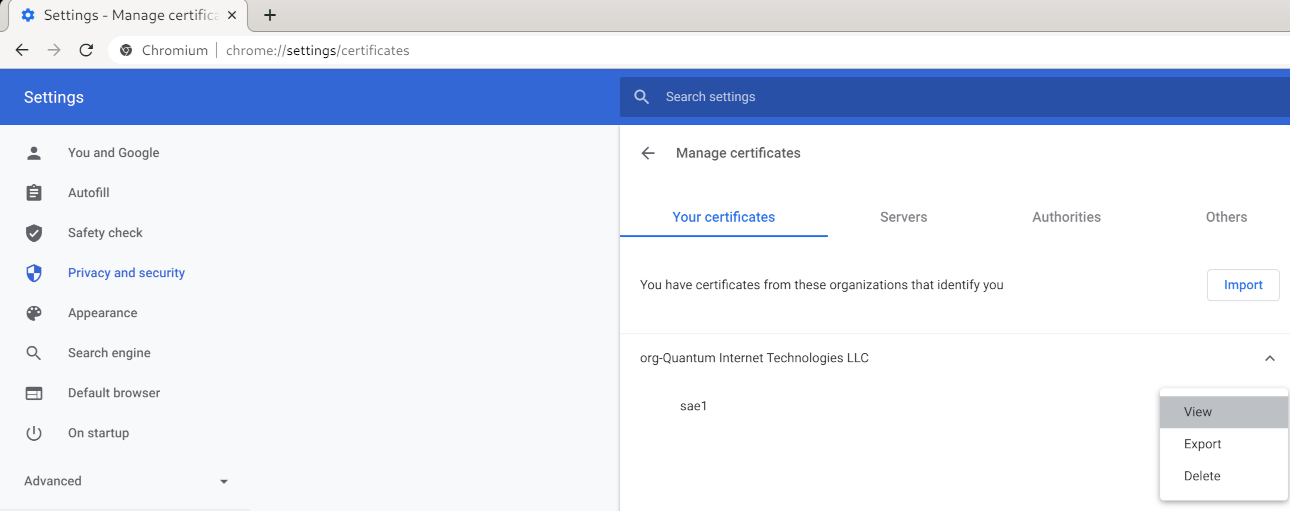 Settings - Manage certifica
Chromium | chrome://settings/certificates
Settings
Search settings
You and Google
Autofill
Safety check
Privacy and security
Appearance
Search engine
Default browser
On startup
Advanced
Manage certificates
Your certificates Servers Authorities Others
You have certificates from these organizations that identify you
Import
org-Quantum Internet Technologies LLC
sae1
View
Export
Delete